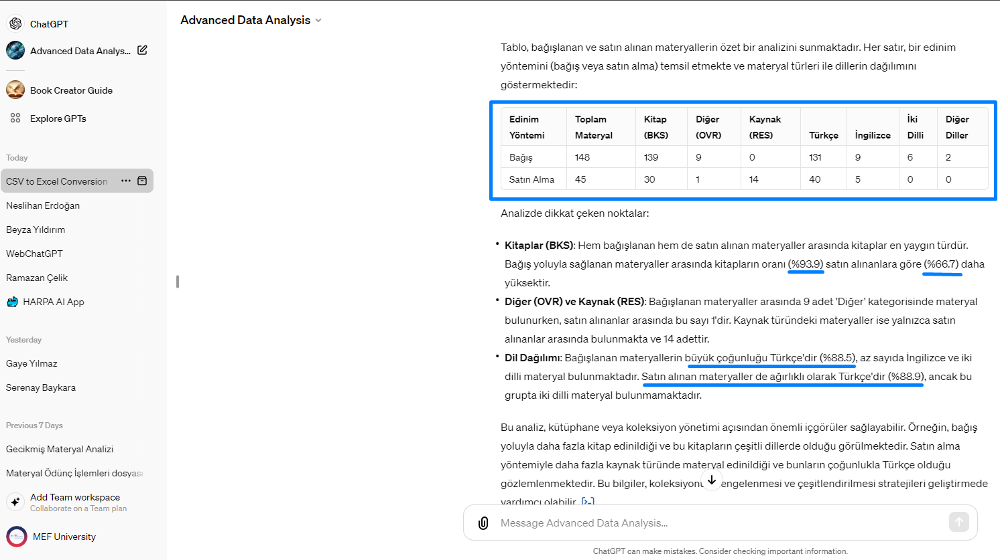 ChatGPT
Advanced Data Analys...
Book Creator Guide
Explore GPTs
Today
CSV to Excel Conversion
Neslihan Erdoğan
Beyza Yıldırım
WebChatGPT
Ramazan Çelik
HARPA AI App
Yesterday
Gaye Yılmaz
Serenay Baykara
Previous 7 Days
Gecikmiş Materyal Analizi
Materyal Ödünç İşlemleri dosyası
Add Team workspace
Collaborate on a Team plan
MEF University
Advanced Data Analysis
Tablo, bağışlanan ve satın alınan materyallerin özet bir analizini sunmaktadır. Her satır, bir edinim
yöntemini (bağış veya satın alma) temsil etmekte ve materyal türleri ile dillerin dağılımını
göstermektedir:
Edinim Yöntemi Toplam Materyal Kitap (BKS) Diğer (OVR) Kaynak (RES) Türkçe İngilizce İki Dilli Diğer Diller
Bağış 148 139 9 0 131 9 6 2
Satın Alma 45 30 1 14 40 5 0 0
Analizde dikkat çeken noktalar:
• Kitaplar (BKS): Hem bağışlanan hem de satın alınan materyaller arasında kitaplar en yaygın türdür.
Bağış yoluyla sağlanan materyaller arasında kitapların oranı (%93.9) satın alınanlara göre (%66.7) daha
yüksektir.
• Diğer (OVR) ve Kaynak (RES): Bağışlanan materyaller arasında 9 adet 'Diğer' kategorisinde materyal
bulunurken, satın alınanlar arasında bu sayı 1'dir. Kaynak türündeki materyaller ise yalnızca satın
alınanlar arasında bulunmakta ve 14 adettir.
• Dil Dağılımı: Bağışlanan materyallerin büyük çoğunluğu Türkçe'dir (%88.5), az sayıda İngilizce ve iki
dilli materyal bulunmaktadır. Satın alınan materyaller de ağırlıklı olarak Türkçe'dir (%88.9), ancak bu
grupta iki dilli materyal bulunmamaktadır.
Bu analiz, kütüphane veya koleksiyon yönetimi açısından önemli içgörüler sağlayabilir. Örneğin, bağış
yoluyla daha fazla kitap edinildiği ve bu kitapların çeşitli dillerde olduğu görülmektedir. Satın alma
yöntemiyle daha fazla kaynak türünde materyal edinildiği ve bunların çoğunlukla Türkçe olduğu
gözlemlenmektedir. Bu bilgiler, koleksiyonu engelenmesi ve çeşitlendirilmesi stratejileri geliştirmede
yardımcı olabilir.
Message Advanced Data Analysis...
ChatGPT can make mistakes. Consider checking important information.